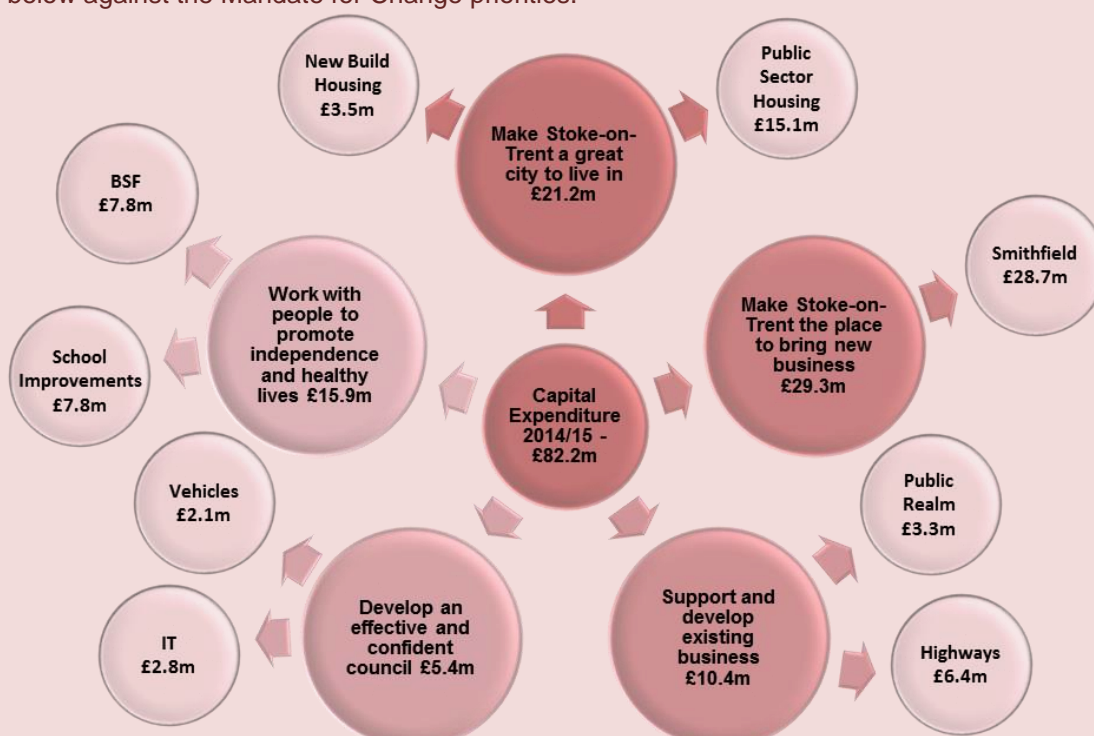 below against the Mandate for Change priorities.
New Build
Housing
£3.5m
Make Stoke-on-
Trent a great
city to live in
£21.2m
Public
Sector
Housing
£15.1m
BSF
£7.8m
School
Improvements
£7.8m
Work with
people to
promote
independence
and healthy
lives £15.9m
Make Stoke-on-
Trent the place
to bring new
business
£29.3m
Smithfield
£28.7m
Capital
Expenditure
2014/15 -
£82.2m
Vehicles
£2.1m
IT
£2.8m
Develop an
effective and
confident
council £5.4m
Support and
develop
existing
business
£10.4m
Public
Realm
£3.3m
Highways
£6.4m